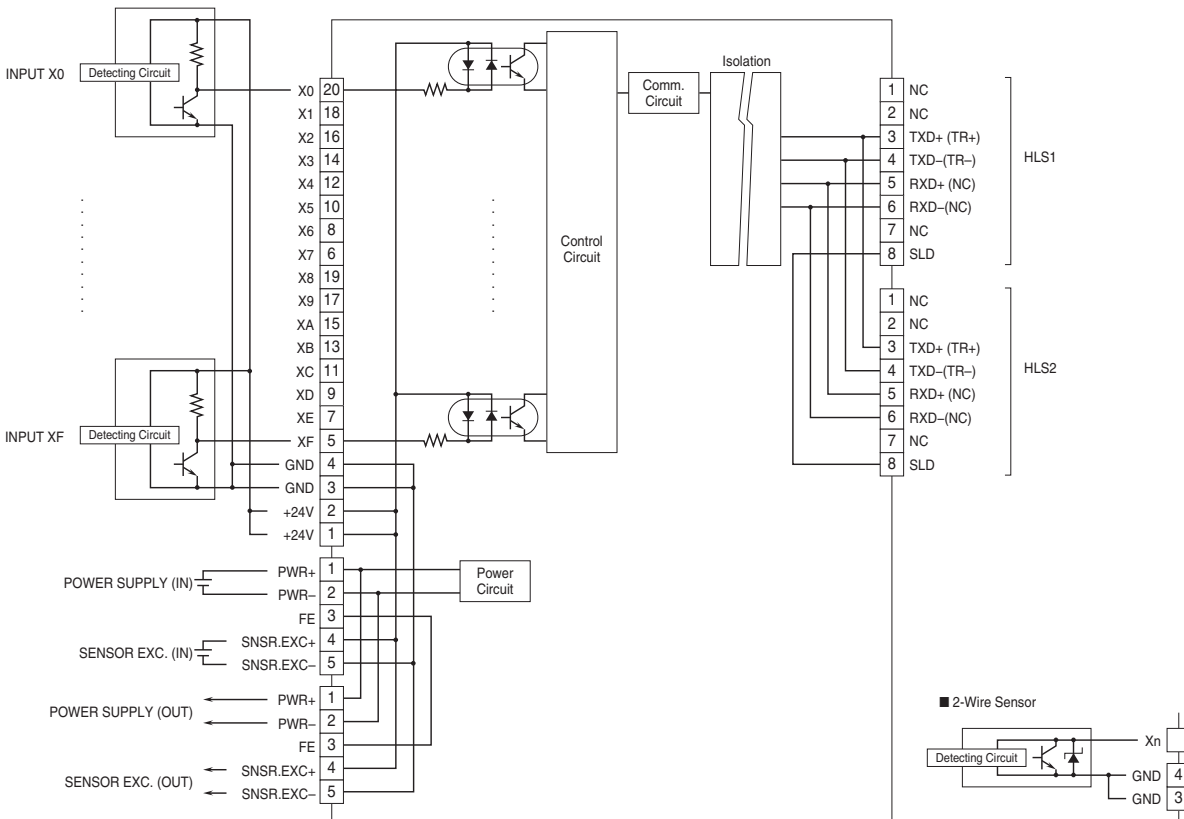 INPUT X0
Detecting Circuit
X0 20
X1 18
X2 16
X3 14
X4 12
X5 10
X6 8
X7 6
X8 19
X9 17
XA 15
XB 13
XC 11
XD 9
XE 7
INPUT XF
Detecting Circuit
XF 5
GND 4
GND 3
+24V 2
+24V 1
POWER SUPPLY (IN)
PWR+ 1
PWR– 2
FE 3
SENSOR EXC. (IN)
SNSR.EXC+ 4
SNSR.EXC– 5
POWER SUPPLY (OUT)
PWR+ 1
PWR– 2
FE 3
SENSOR EXC. (OUT)
SNSR.EXC+ 4
SNSR.EXC– 5
Control
Circuit
Power
Circuit
Comm.
Circuit
Isolation
1 NC
2 NC
3 TXD+ (TR+)
4 TXD–(TR–)
5 RXD+ (NC)
6 RXD–(NC)
7 NC
8 SLD
HLS1
1 NC
2 NC
3 TXD+ (TR+)
4 TXD–(TR–)
5 RXD+ (NC)
6 RXD–(NC)
7 NC
8 SLD
HLS2
■ 2-Wire Sensor
Detecting Circuit
Xn
GND 4
GND 3